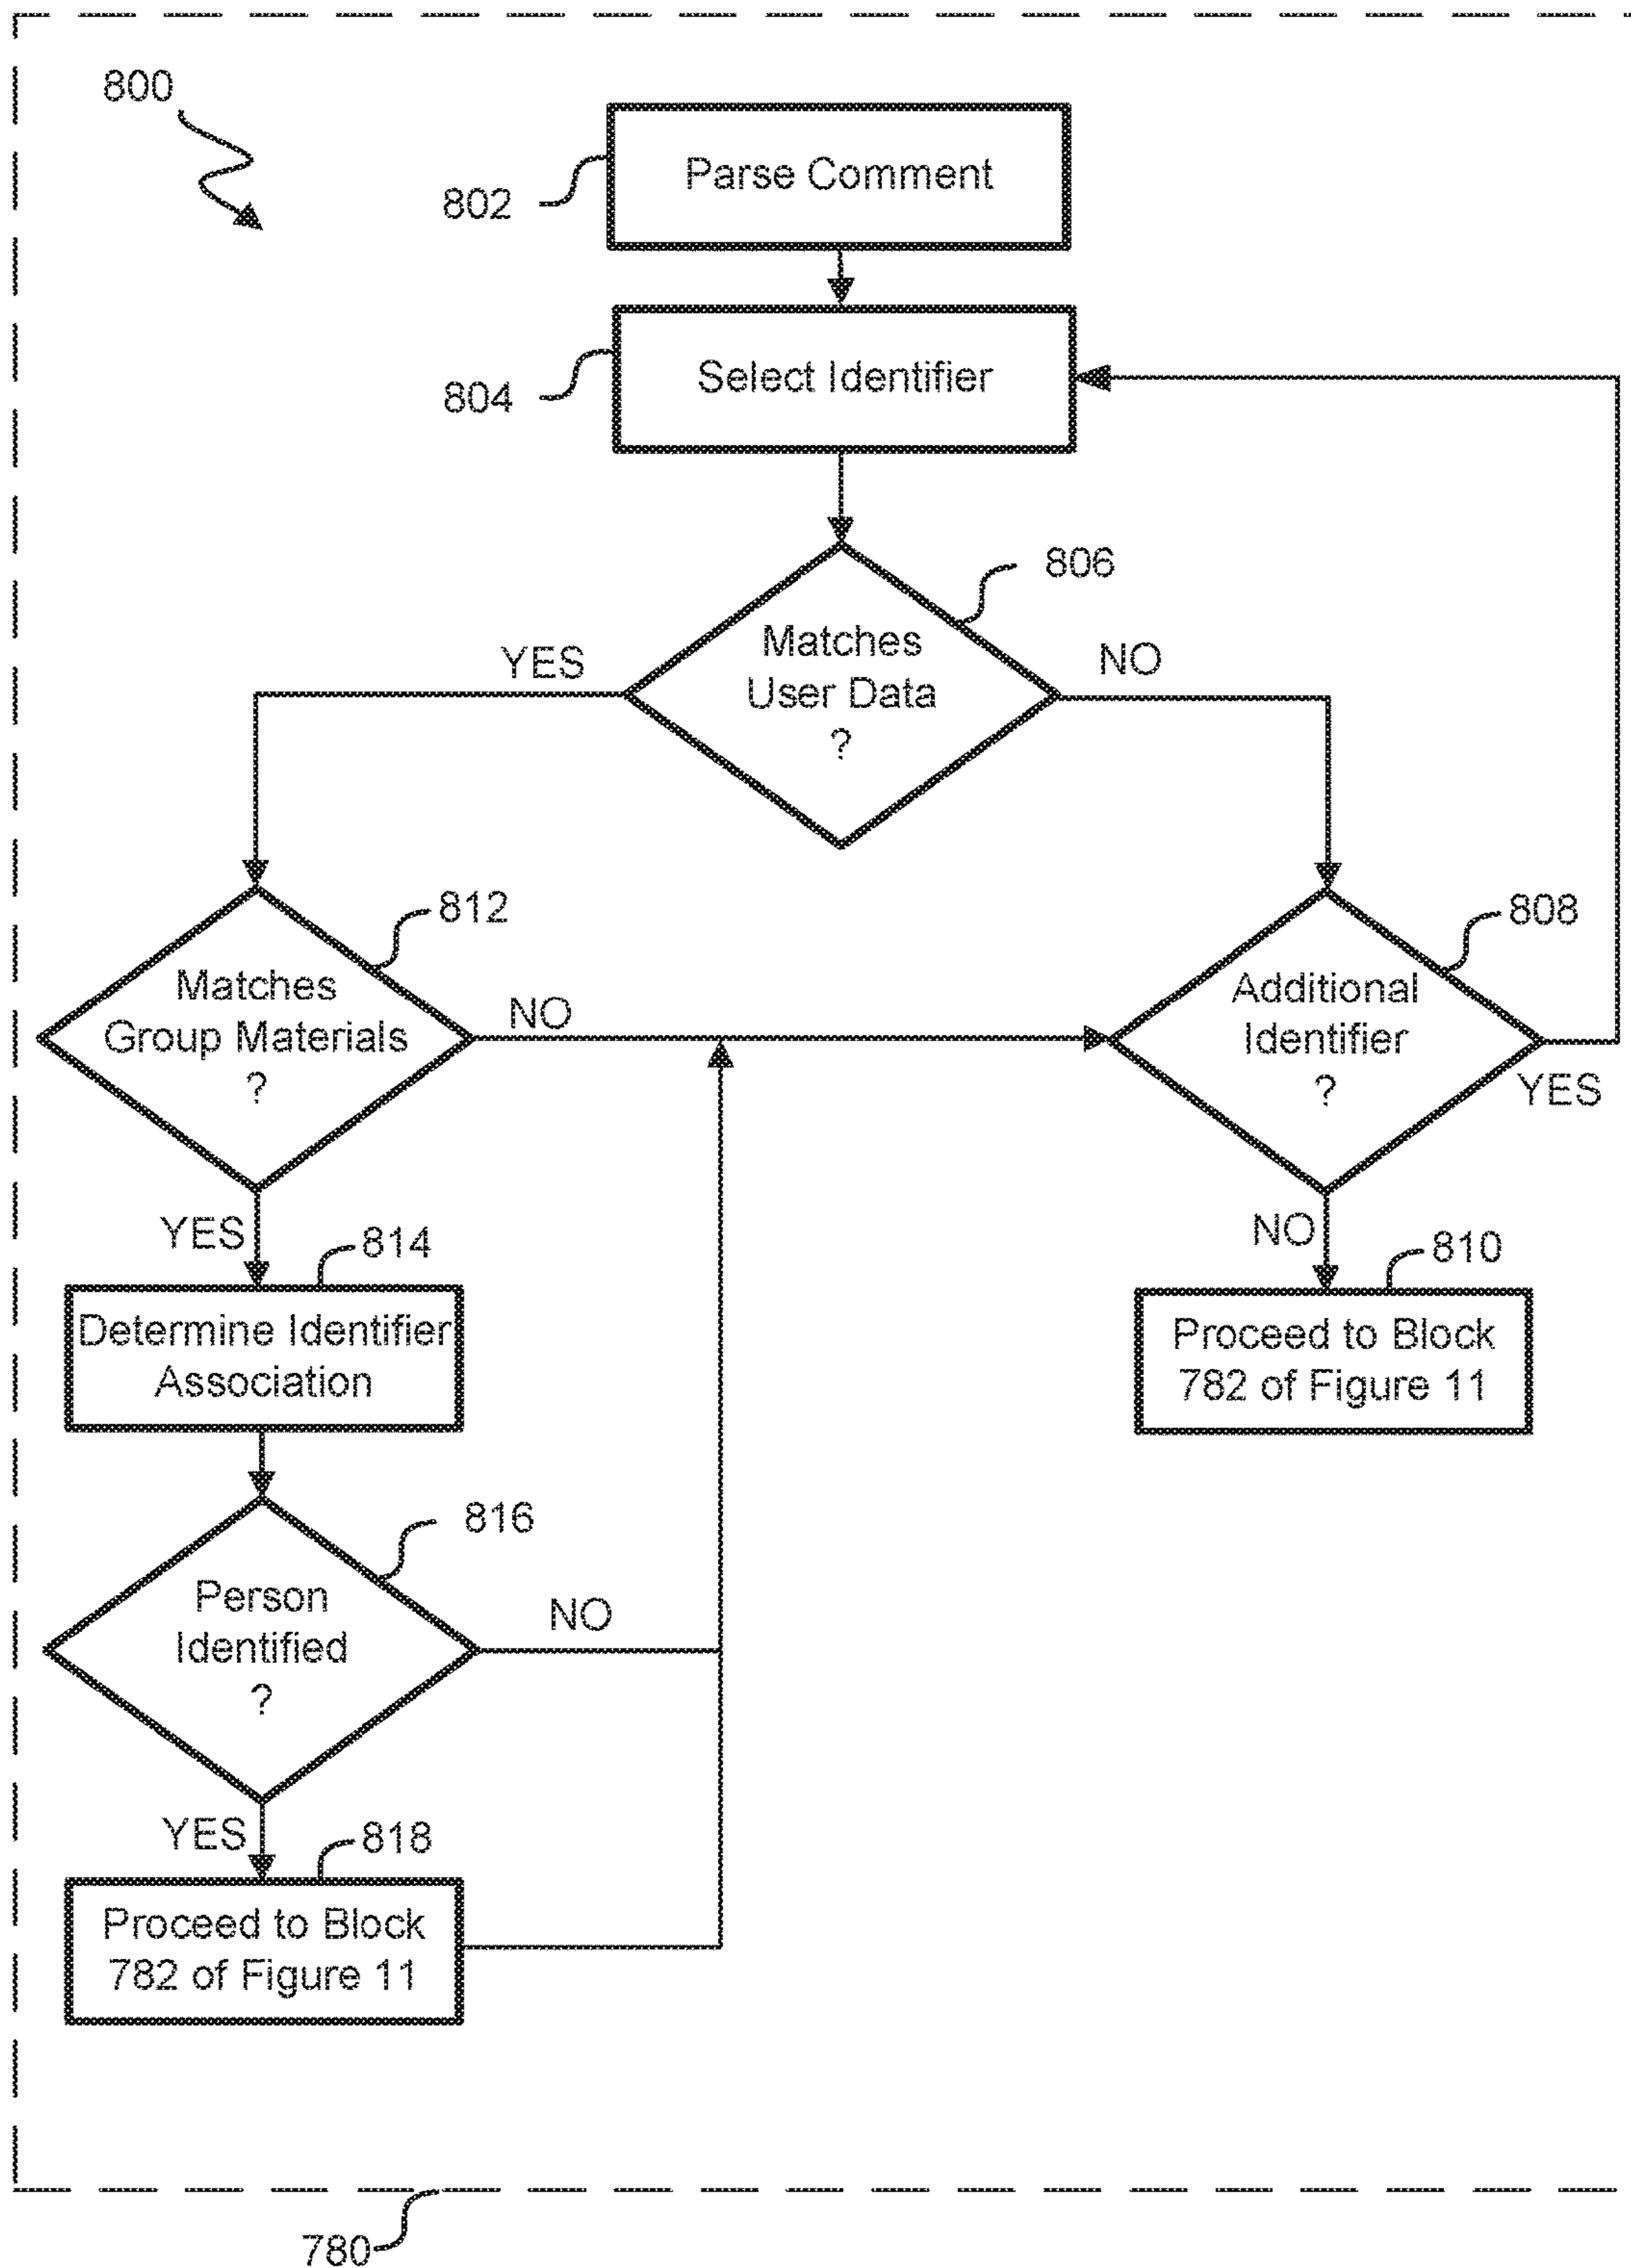 800
Parse Comment
802
Select Identifier
804
806
Matches
User Data
?
YES
NO
812
808
Matches
Group Materials
?
NO
Additional
Identifier
?
YES
YES
814
NO
810
Determine Identifier
Association
Proceed to Block
782 of Figure 11
816
Person
Identified
?
NO
YES
818
Proceed to Block
782 of Figure 11
780